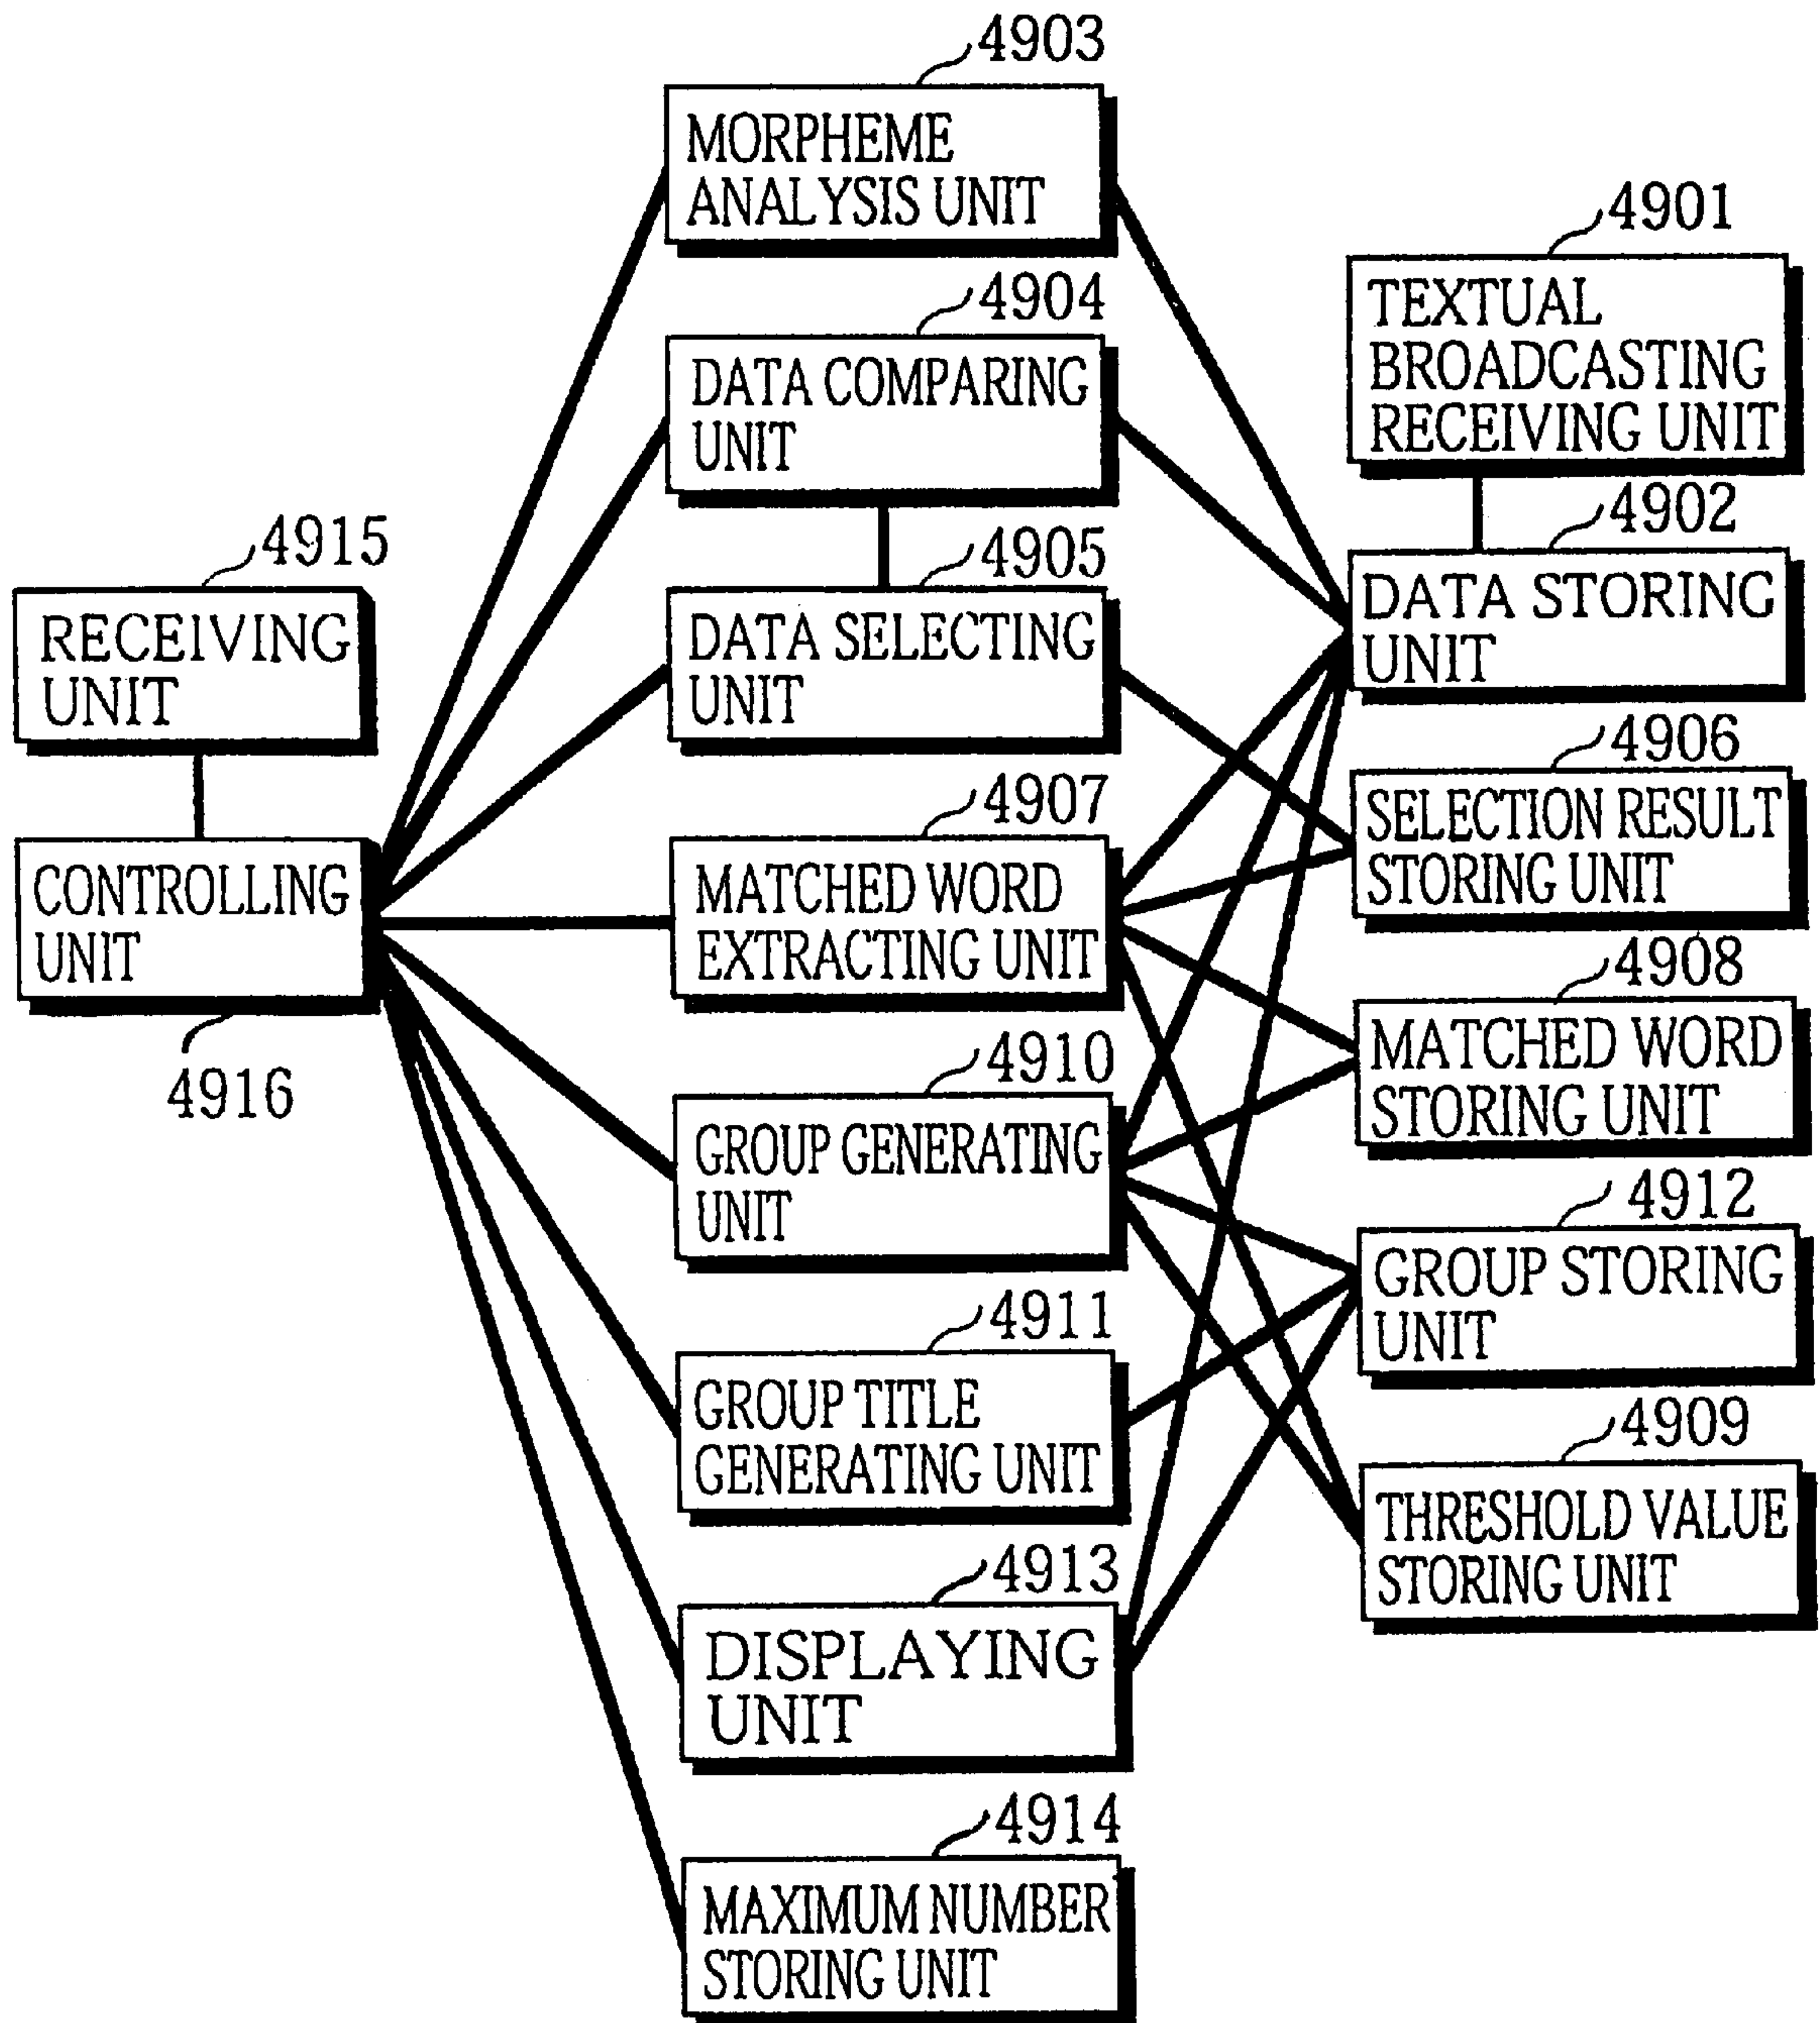 4903
MORPHEME
ANALYSIS UNIT
4901
TEXTUAL
BROADCASTING
RECEIVING UNIT
4904
DATA COMPARING
UNIT
4902
DATA STORING
UNIT
4915
RECEIVING
UNIT
4905
DATA SELECTING
UNIT
4906
SELECTION RESULT
STORING UNIT
4907
MATCHED WORD
EXTRACTING UNIT
CONTROLLING
UNIT
4916
4908
MATCHED WORD
STORING UNIT
4910
GROUP GENERATING
UNIT
4912
GROUP STORING
UNIT
4911
GROUP TITLE
GENERATING UNIT
4909
THRESHOLD VALUE
STORING UNIT
4913
DISPLAYING
UNIT
4914
MAXIMUM NUMBER
STORING UNIT